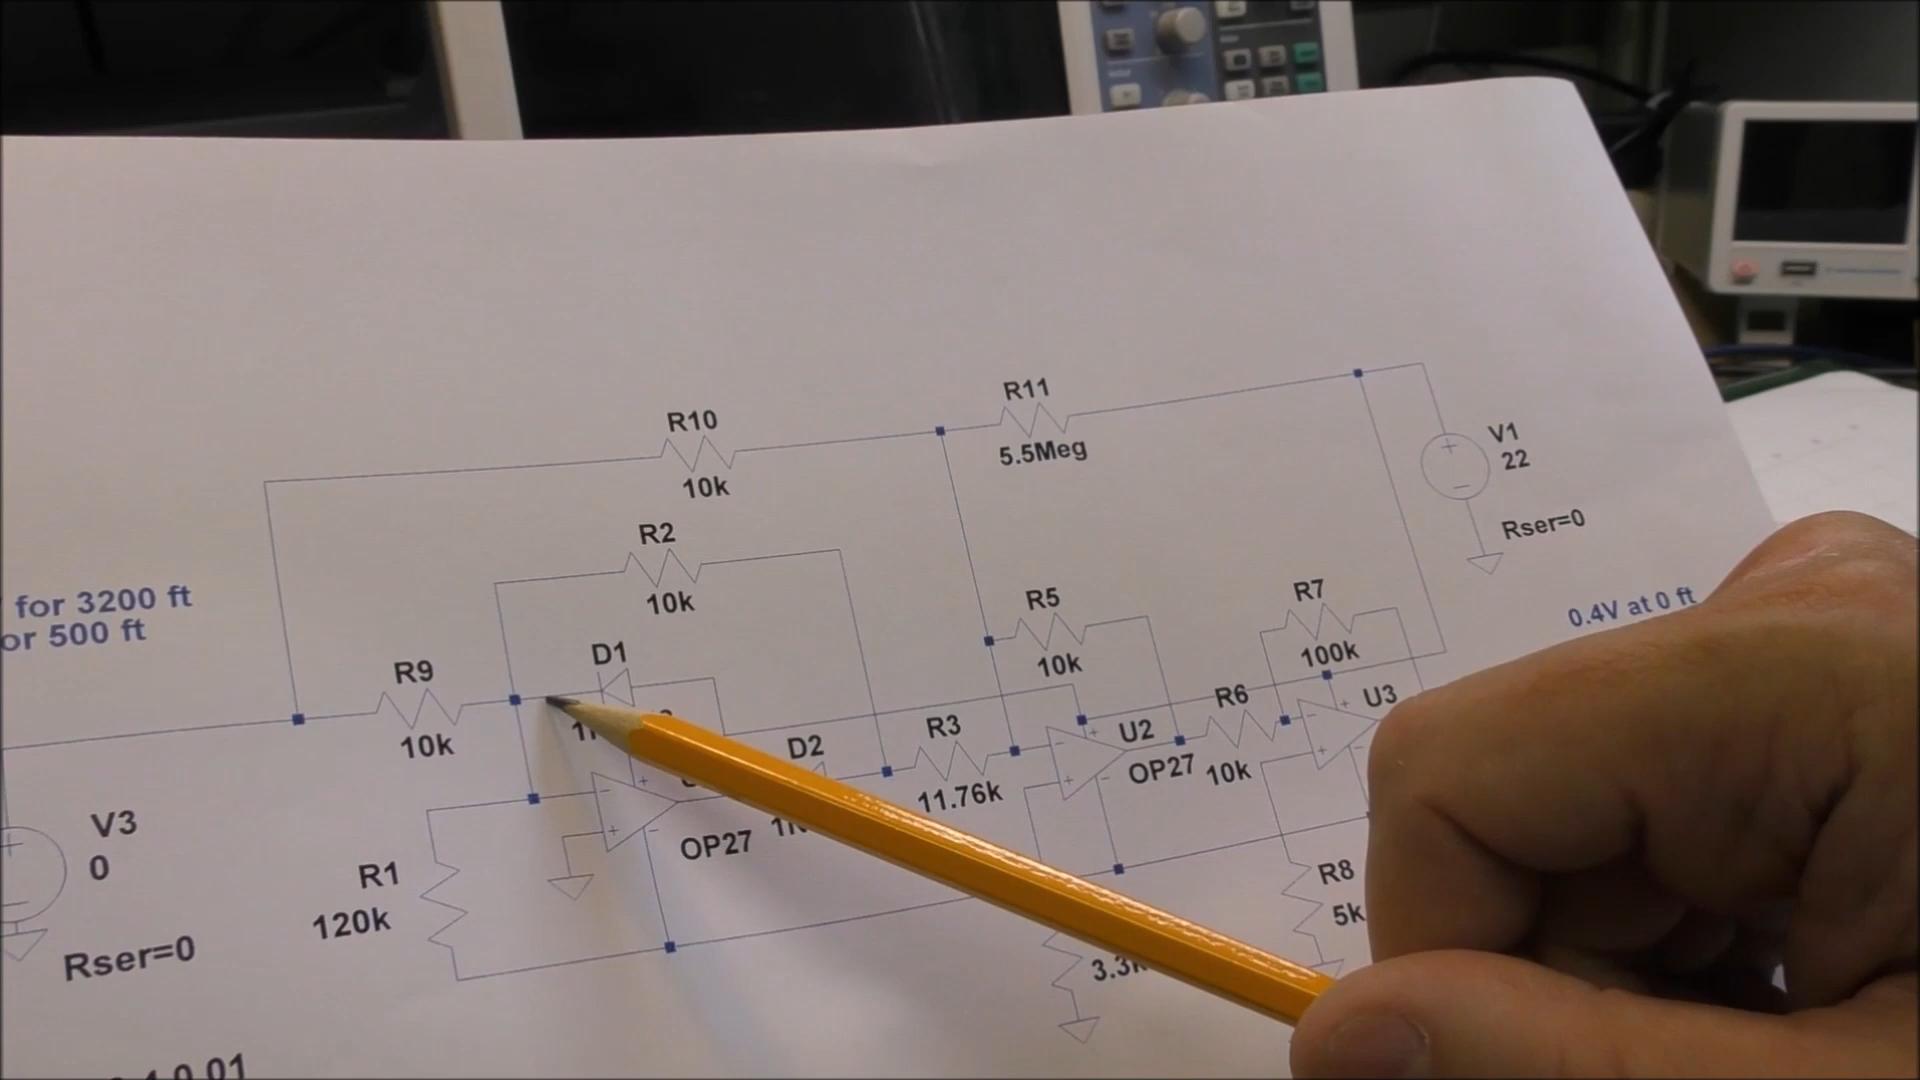 R11
5.5Meg
R10
10k
V1
22
Rser=0
R2
10k
for 3200 ft
or 500 ft
R5
10k
R7
100k
0.4V at 0 ft
D1
R9
10k
R6
10k
U3
R3
11.76k
U2
OP27
D2
V3
0
Rser=0
OP27
R1
120k
R8
5k